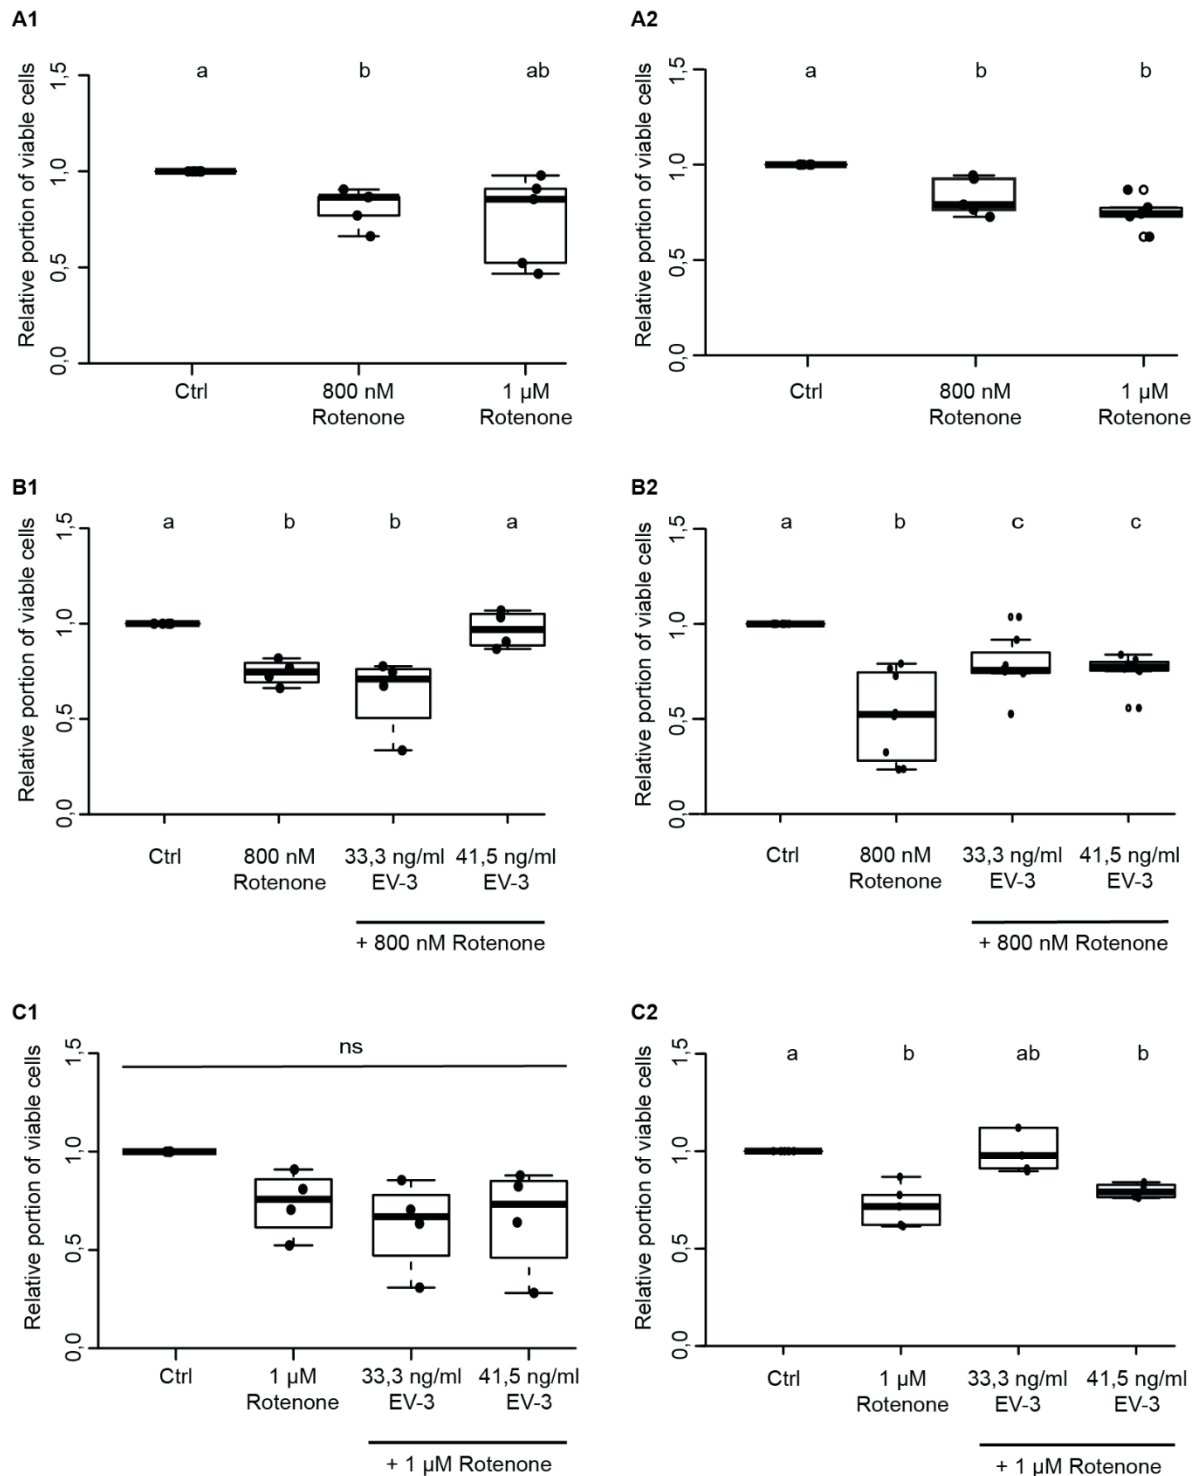 A1
A2
Relative portion of viable cells
1,5
1,0
0,5
0,0
a
b
ab
Ctrl
800 nM
Rotenone
1 µM
Rotenone
Relative portion of viable cells
1,5
1,0
0,5
0,0
a
b
b
Ctrl
800 nM
Rotenone
1 µM
Rotenone
B1
B2
Relative portion of viable cells
1,5
1,0
0,5
0,0
a
b
b
a
Ctrl
800 nM
Rotenone
33,3 ng/ml
EV-3
41,5 ng/ml
EV-3
+ 800 nM Rotenone
Relative portion of viable cells
1,5
1,0
0,5
0,0
a
b
c
c
Ctrl
800 nM
Rotenone
33,3 ng/ml
EV-3
41,5 ng/ml
EV-3
+ 800 nM Rotenone
C1
C2
Relative portion of viable cells
1,5
1,0
0,5
0,0
ns
Ctrl
1 µM
Rotenone
33,3 ng/ml
EV-3
41,5 ng/ml
EV-3
+ 1 µM Rotenone
Relative portion of viable cells
1,5
1,0
0,5
0,0
a
b
ab
b
Ctrl
1 µM
Rotenone
33,3 ng/ml
EV-3
41,5 ng/ml
EV-3
+ 1 µM Rotenone